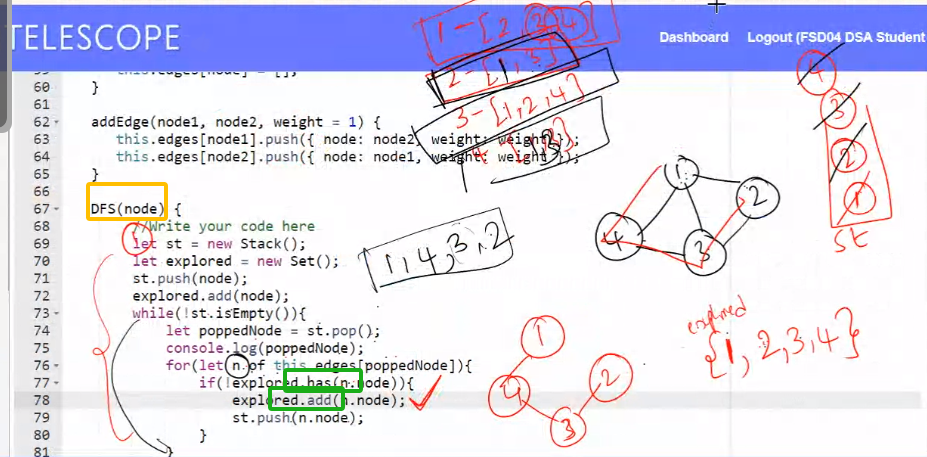 TELESCOPE
Dashboard Logout (FSD04 DSA Student
1-[2,3,4]
2-[1,3]
3-[1,2,4]
4-[1,3]
59 this.edges[node] = [];
60 }
61
62 addEdge(node1, node2, weight = 1) {
63 this.edges[node1].push({ node: node2, weight: weight });
64 this.edges[node2].push({ node: node1, weight: weight });
65 }
66
67 DFS(node) {
68 //Write your code here
69 let st = new Stack();
70 let explored = new Set();
71 st.push(node);
72 explored.add(node);
73 while(!st.isEmpty()){
74 let poppedNode = st.pop();
75 console.log(poppedNode);
76 for(let n of this.edges[poppedNode]){
77 if(!explored.has(n.node)){
78 explored.add(n.node);
79 st.push(n.node);
80 }
81 }
1,4,3,2
1
2
4
3
4
3
2
1
st
explored
{1,2,3,4}
1
4
2
3